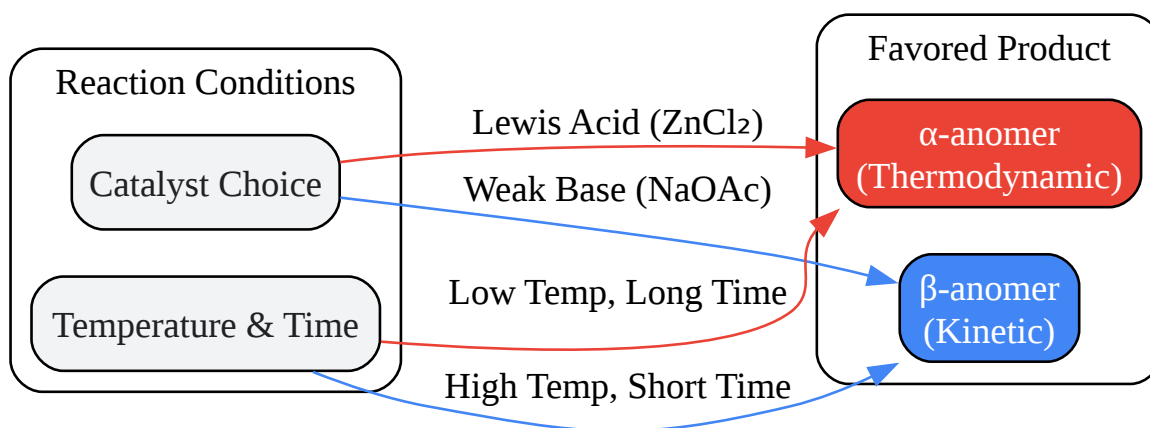 Reaction Conditions
Catalyst Choice
Temperature & Time
Lewis Acid (ZnCl₂)
Weak Base (NaOAc)
Low Temp, Long Time
High Temp, Short Time
Favored Product
α-anomer
(Thermodynamic)
β-anomer
(Kinetic)